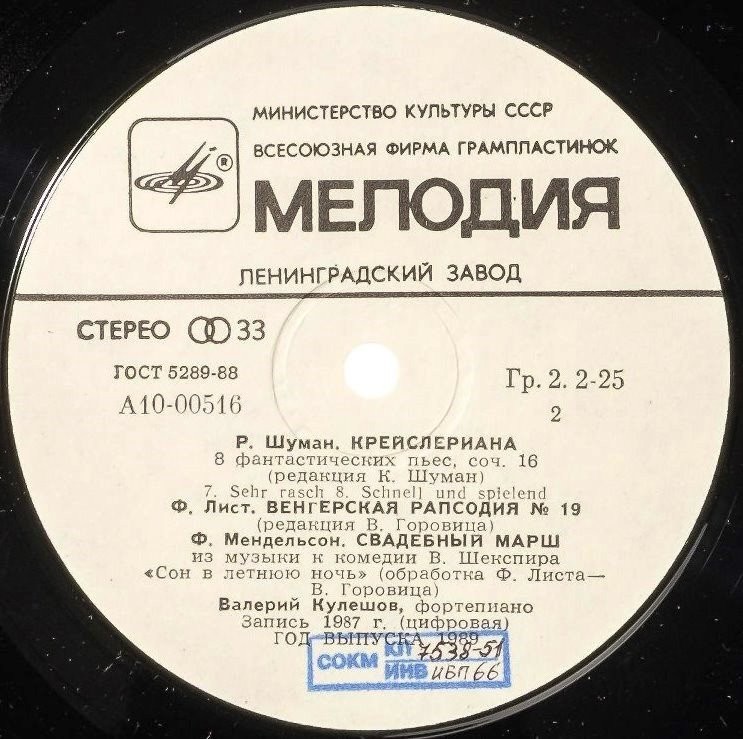 МИНИСТЕРСТВО КУЛЬТУРЫ СССР
ВСЕСОЮЗНАЯ ФИРМА ГРАМПЛАСТИНОК
®
МЕЛОДИЯ
ЛЕНИНГРАДСКИЙ ЗАВОД
СТЕРЕО 33
ГОСТ 5289-88
Гр. 2. 2-25
А10-00516
2
Р. Шуман. КРЕЙСЛЕРИАНА
8 фантастических пьес, соч. 16
(редакция К. Шуман)
7. Sehr rasch 8. Schnell und spielend
Ф. Лист. ВЕНГЕРСКАЯ РАПСОДИЯ № 19
(редакция В. Горовица)
Ф. Мендельсон. СВАДЕБНЫЙ МАРШ
из музыки к комедии В. Шекспира
«Сон в летнюю ночь» (обработка Ф. Листа—
В. Горовица)
Валерий Кулешов, фортепиано
Запись 1987 г. (цифровая)
ГОД ВЫПУСКА 1989
СОКМ КП 7538-51
ИНВ ИБП 66